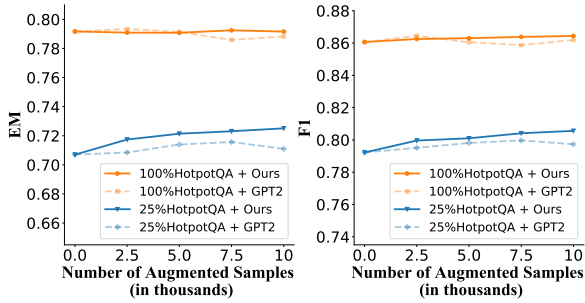 EM
0.80
0.78
0.76
0.74
0.72
0.70
0.68
0.66
100%HotpotQA + Ours
100%HotpotQA + GPT2
25%HotpotQA + Ours
25%HotpotQA + GPT2
0.0 2.5 5.0 7.5 10
Number of Augmented Samples
(in thousands)
F1
0.88
0.86
0.84
0.82
0.80
0.78
0.76
0.74
100%HotpotQA + Ours
100%HotpotQA + GPT2
25%HotpotQA + Ours
25%HotpotQA + GPT2
0.0 2.5 5.0 7.5 10
Number of Augmented Samples
(in thousands)